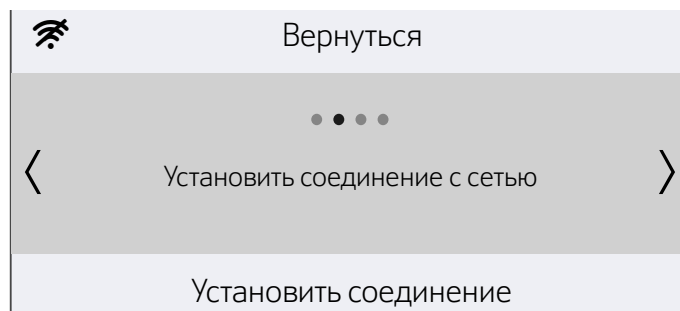 Вернуться
Установить соединение с сетью
Установить соединение